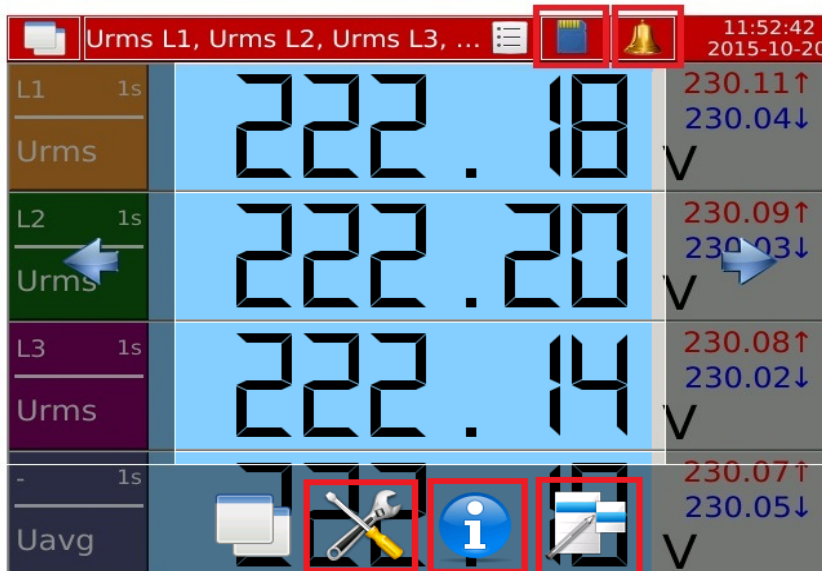 Urms L1, Urms L2, Urms L3, ...
11:52:42
2015-10-20
L1 1s
Urms
222.18
V
230.11↑
230.04↓
L2 1s
Urms
222.20
V
230.09↑
230.03↓
L3 1s
Urms
222.14
V
230.08↑
230.02↓
- 1s
Uavg
V
230.07↑
230.05↓